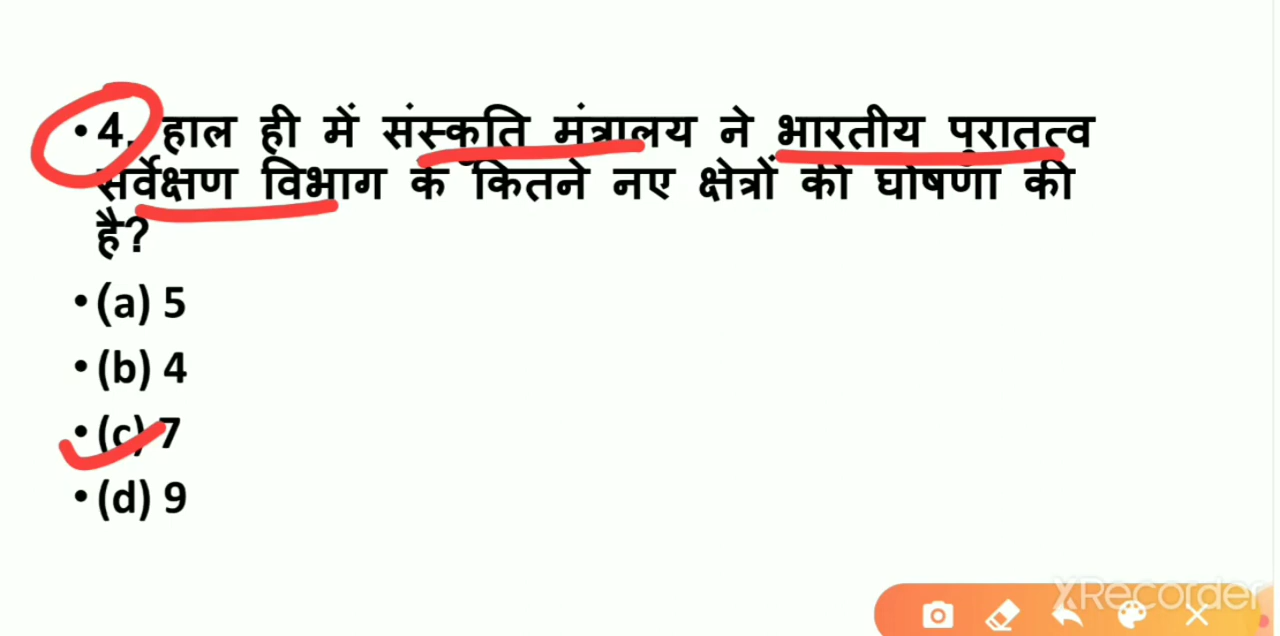 •4. हाल ही में संस्कृति मंत्रालय ने भारतीय पुरातत्व
सर्वेक्षण विभाग के कितने नए क्षेत्रों की घोषणा की
है?
•(a) 5
•(b) 4
•(c) 7
•(d) 9
XRecorder